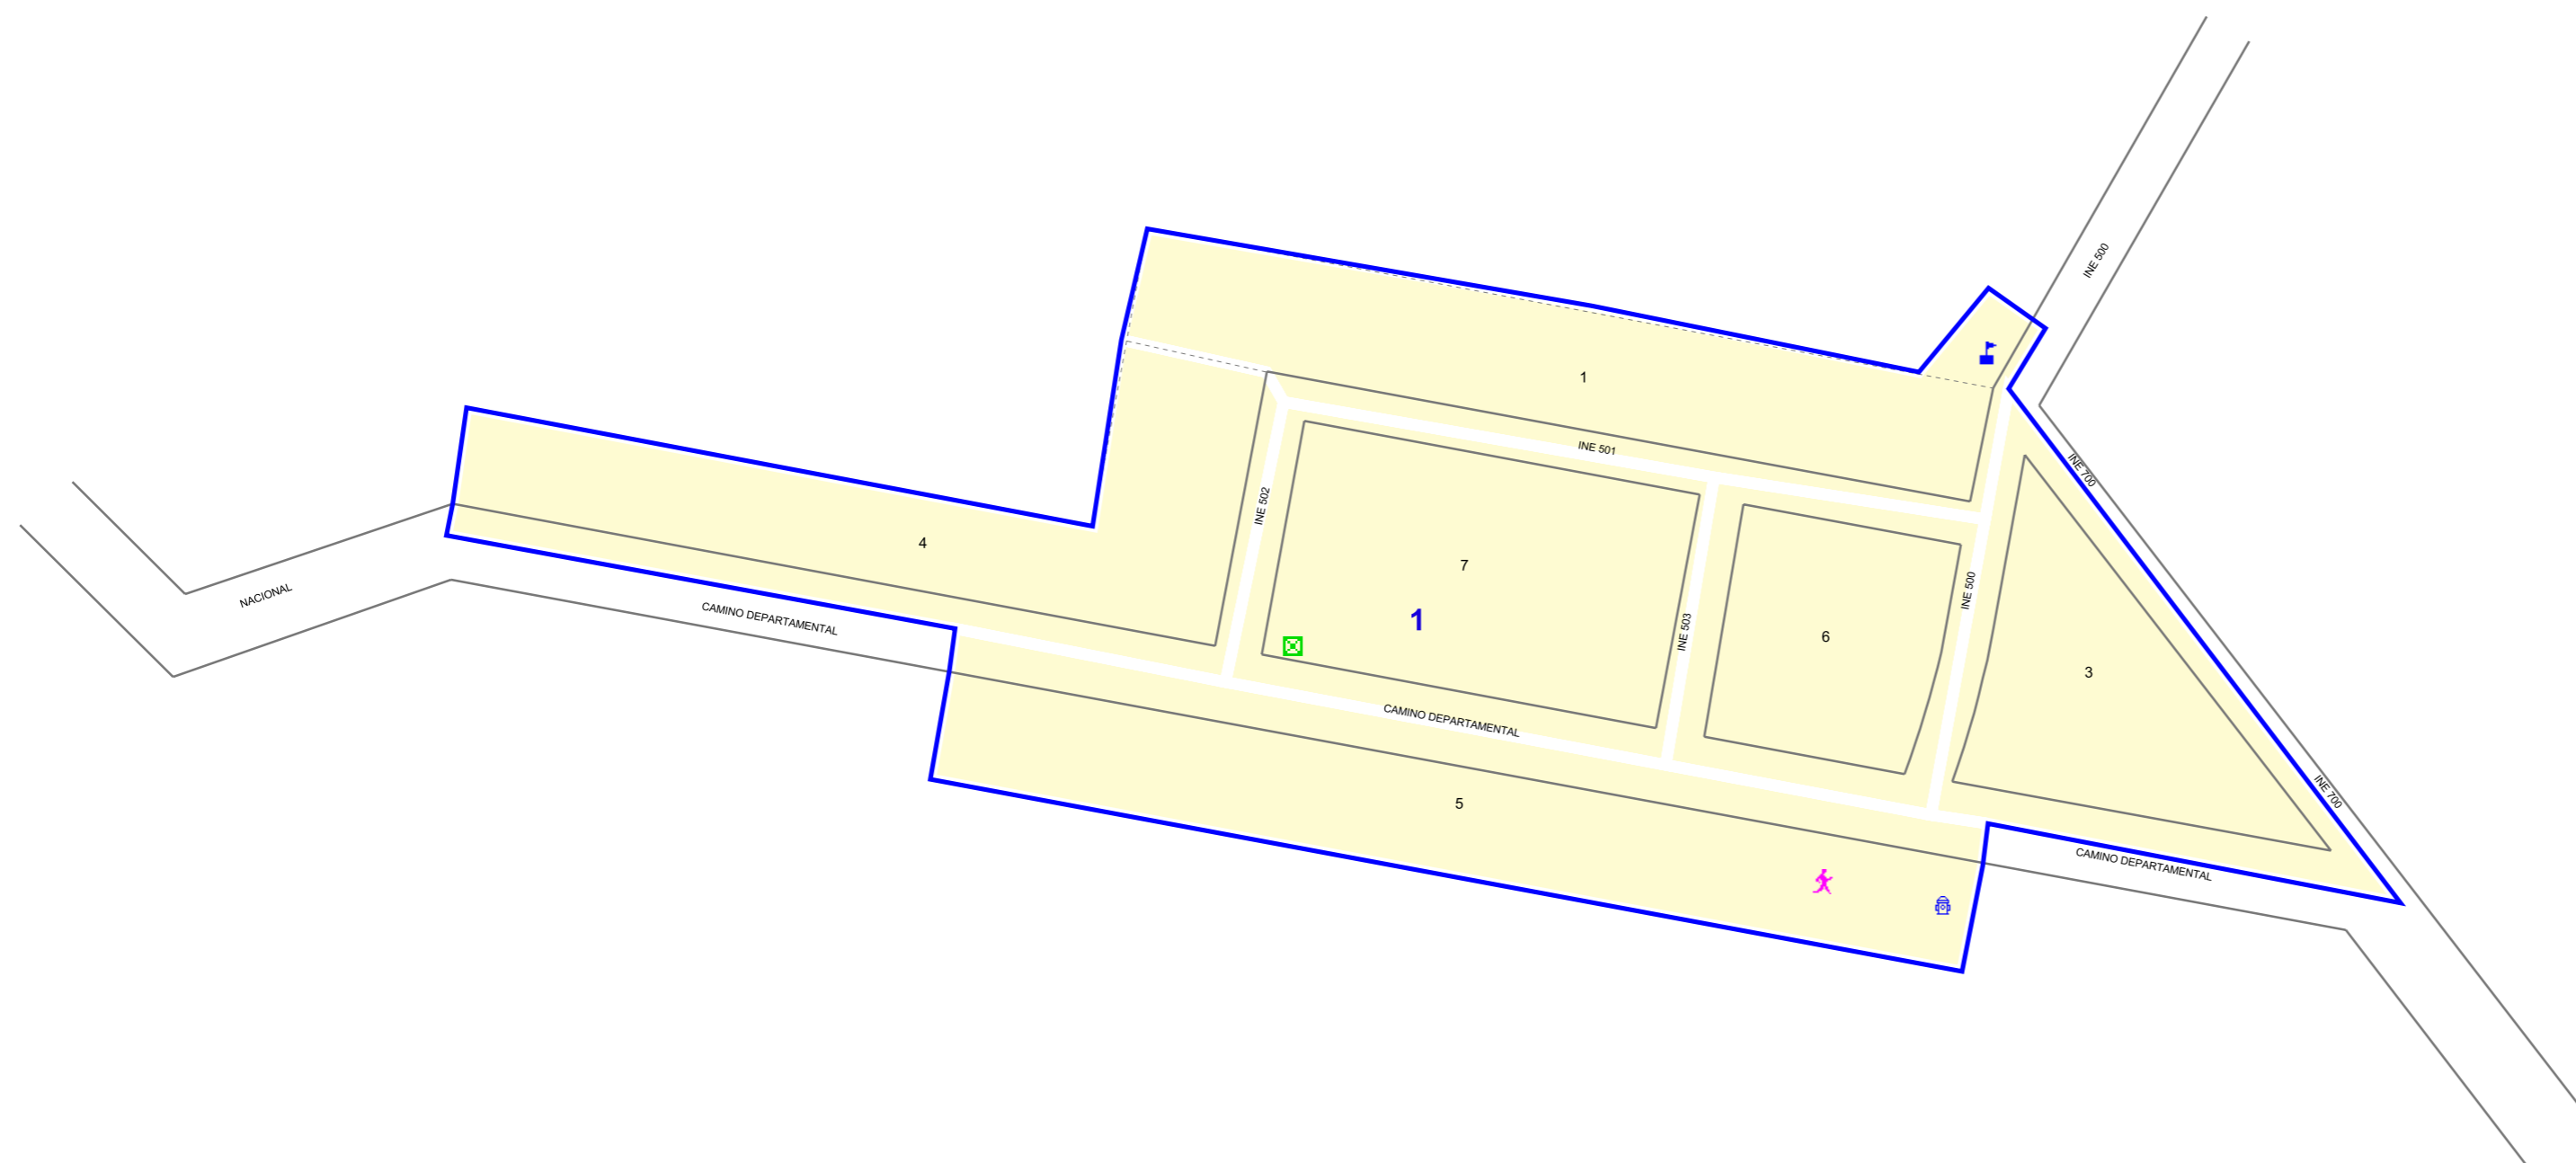 INE 500
1
INE 501
INE 700
INE 502
4
7
INE 500
NACIONAL
CAMINO DEPARTAMENTAL
1
INE 503
6
3
CAMINO DEPARTAMENTAL
INE 700
5
CAMINO DEPARTAMENTAL